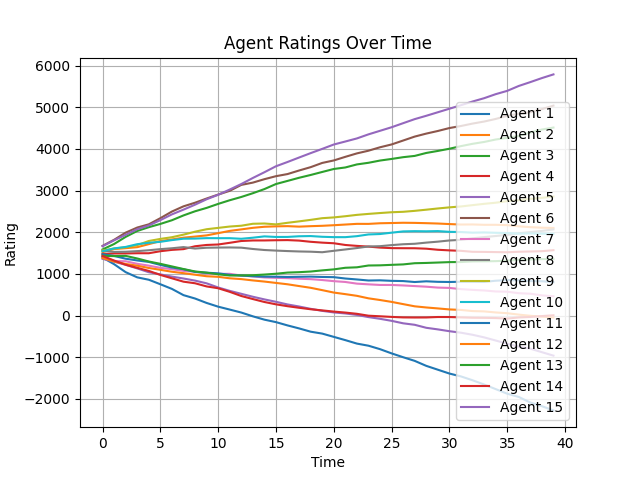 Agent Ratings Over Time
6000
5000
4000
3000
2000
1000
0
−1000
−2000
Rating
0 5 10 15 20 25 30 35 40
Time
Agent 1
Agent 2
Agent 3
Agent 4
Agent 5
Agent 6
Agent 7
Agent 8
Agent 9
Agent 10
Agent 11
Agent 12
Agent 13
Agent 14
Agent 15